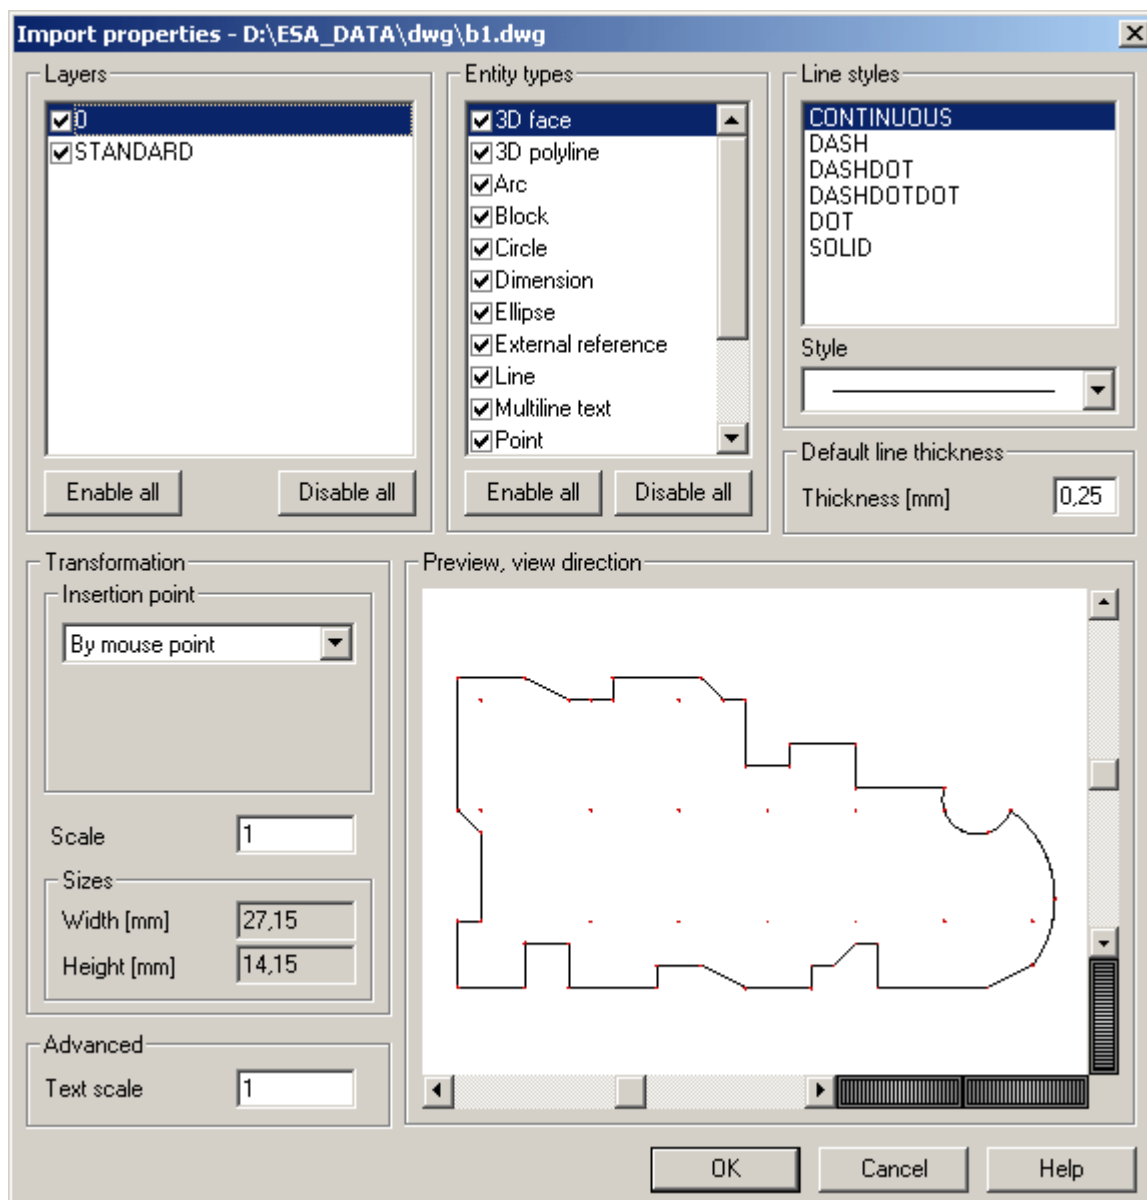 Import properties - D:\ESA_DATA\dwg\b1.dwg
Layers
0
STANDARD
Enable all
Disable all
Entity types
3D face
3D polyline
Arc
Block
Circle
Dimension
Ellipse
External reference
Line
Multiline text
Point
Enable all
Disable all
Line styles
CONTINUOUS
DASH
DASHDOT
DASHDOTDOT
DOT
SOLID
Style
Default line thickness
Thickness [mm]
0,25
Transformation
Insertion point
By mouse point
Scale
1
Sizes
Width [mm]
27,15
Height [mm]
14,15
Advanced
Text scale
1
Preview, view direction
OK
Cancel
Help